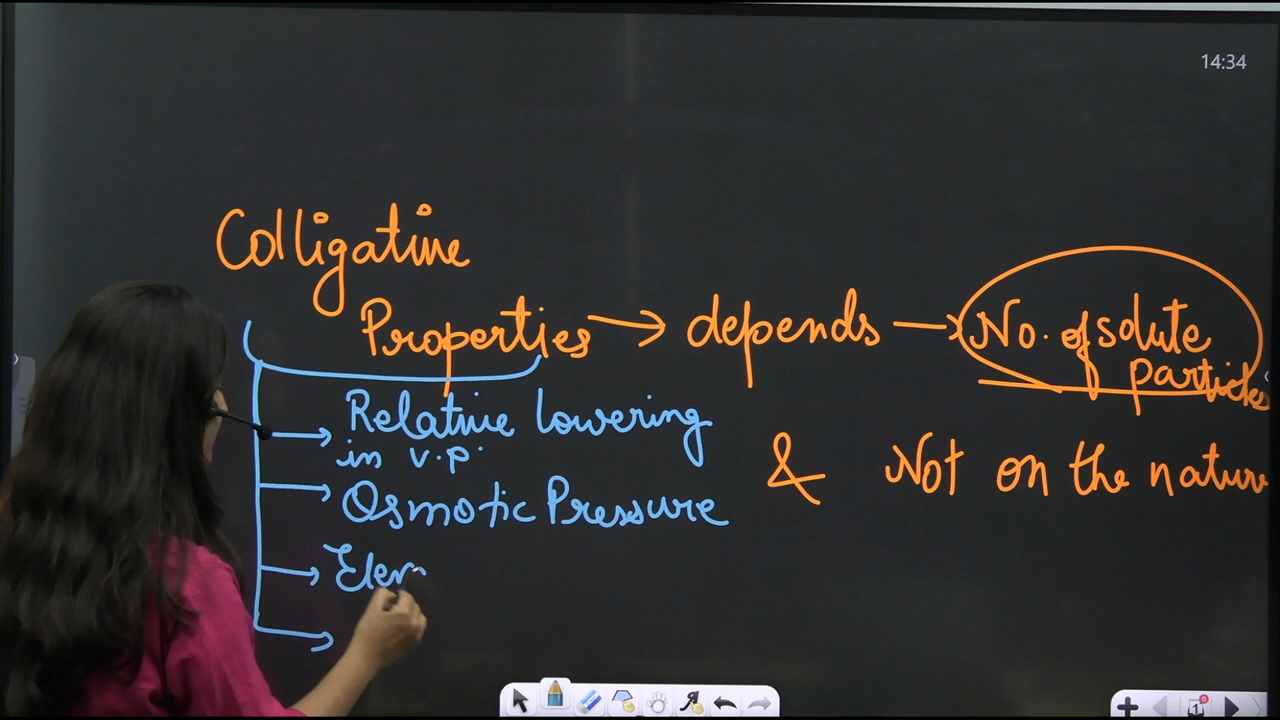 14:34
Colligative
Properties → depends → No. of solute
particles
Relative lowering
in v.p.
& Not on the nature
Osmotic Pressure
Elev
1